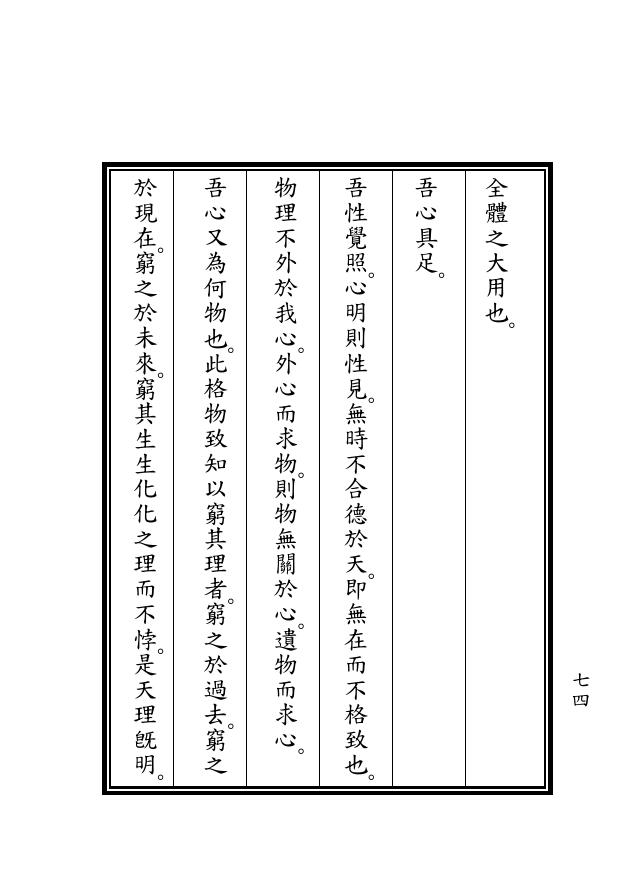 全體之大用也。
吾心具足。
吾性覺照。心明則性見。無時不合德於天。即無在而不格致也。
物理不外於我心。外心而求物。則物無關於心。遺物而求心。
吾心又為何物也。此格物致知以窮其理者。窮之於過去。窮之
於現在。窮之於未來。窮其生生化化之理而不悖。是天理旣明。
七四